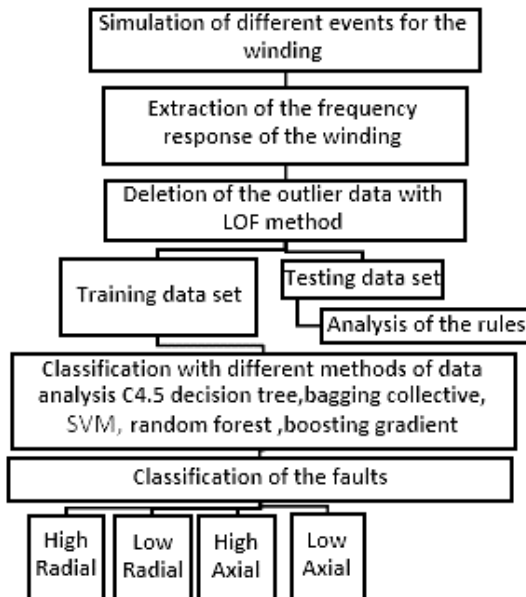 Simulation of different events for the
winding
Extraction of the frequency
response of the winding
Deletion of the outlier data with
LOF method
Training data set
Testing data set
Analysis of the rules
Classification with different methods of data
analysis C4.5 decision tree,bagging collective,
SVM, random forest ,boosting gradient
Classification of the faults
High
Radial
Low
Radial
High
Axial
Low
Axial